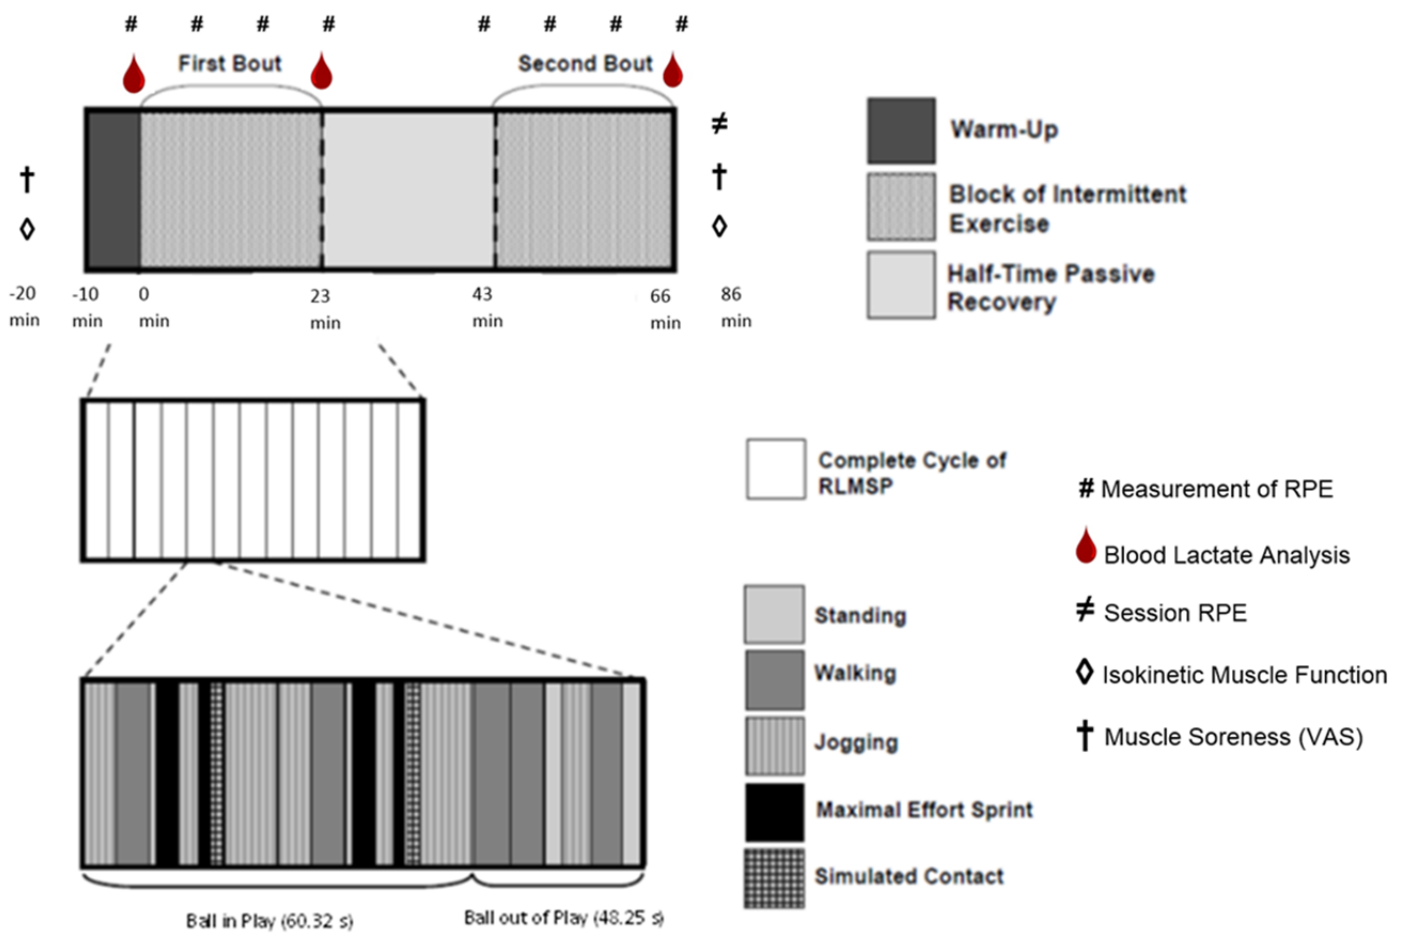 # # # # # # # #
First Bout Second Bout
≠
† †
◊ ◊
-20 -10 0 23 43 66 86
min min min min min min min
Warm-Up
Block of Intermittent
Exercise
Half-Time Passive
Recovery
Complete Cycle of
RLMSP
Standing
Walking
Jogging
Maximal Effort Sprint
Simulated Contact
# Measurement of RPE
Blood Lactate Analysis
≠ Session RPE
◊ Isokinetic Muscle Function
† Muscle Soreness (VAS)
Ball in Play (60.32 s)
Ball out of Play (48.25 s)